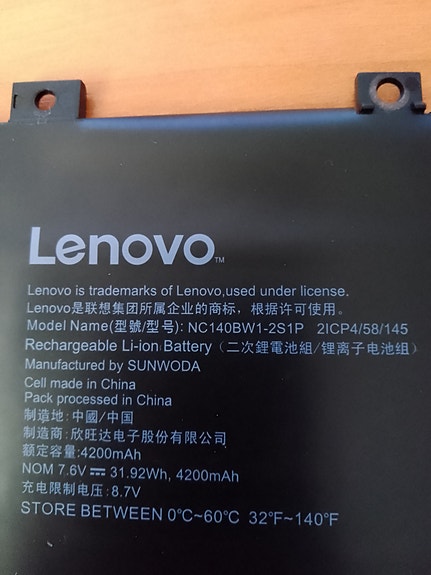 Lenovo™
Lenovo is trademarks of Lenovo,used under license.
Lenovo是联想集团所属企业的商标，根据许可使用。
Model Name(型號/型号): NC140BW1-2S1P 2ICP4/58/145
Rechargeable Li-ion Battery（二次鋰電池組/锂离子电池组）
Manufactured by SUNWODA
Cell made in China
Pack processed in China
制造地:中國/中国
制造商:欣旺达电子股份有限公司
额定容量:4200mAh
NOM 7.6V⎓31.92Wh, 4200mAh
充电限制电压: 8.7V
STORE BETWEEN 0℃~60℃ 32℉~140℉